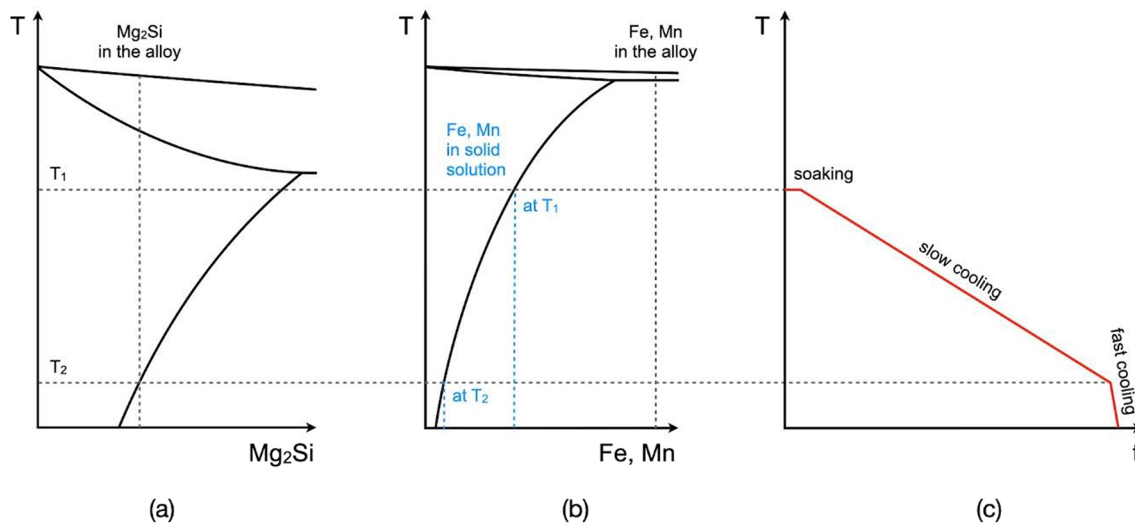 T
Mg₂Si
in the alloy
T₁
T₂
Mg₂Si
(a)
T
Fe, Mn
in the alloy
Fe, Mn
in solid
solution
at T₁
at T₂
Fe, Mn
(b)
T
soaking
slow cooling
fast cooling
t
(c)